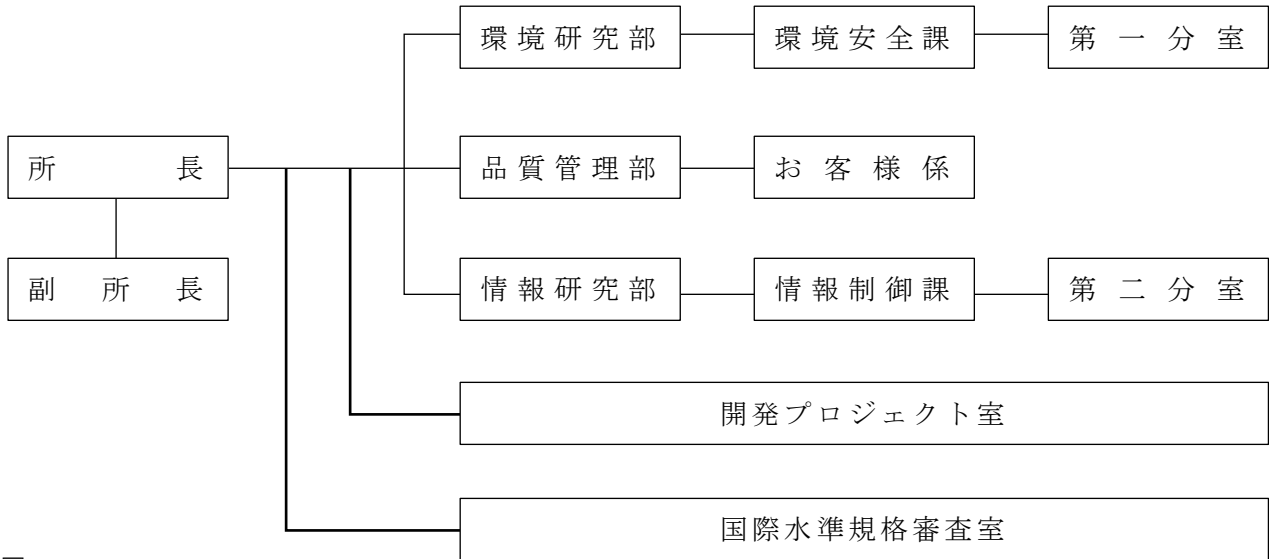 環境研究部 環境安全課 第一分室
所長 品質管理部 お客様係
副所長 情報研究部 情報制御課 第二分室
開発プロジェクト室
国際水準規格審査室